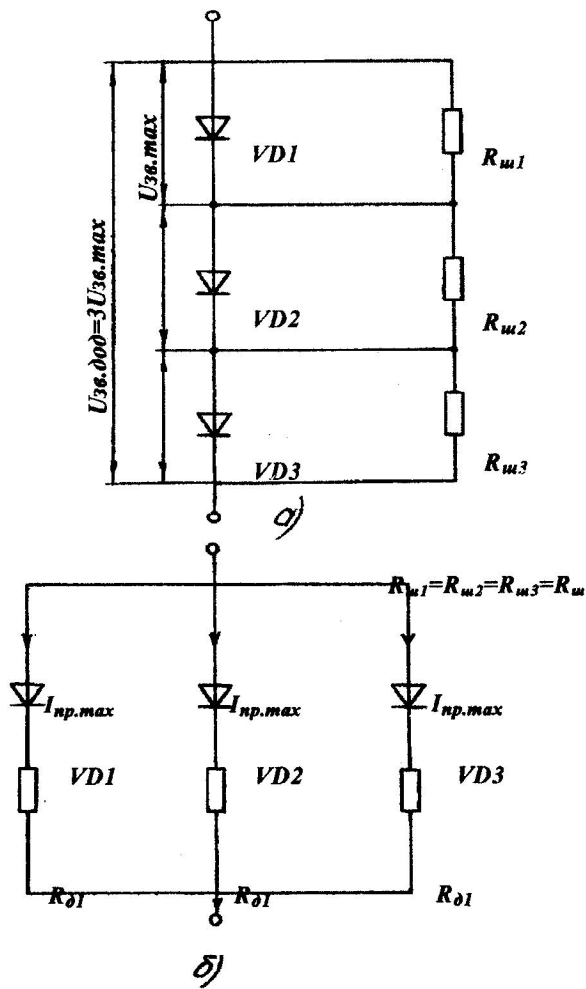 Uзв.дод=3Uзв.max
Uзв.max
VD1
Rш1
VD2
Rш2
VD3
Rш3
а)
Rш1=Rш2=Rш3=Rш
Iпр.max
Iпр.max
Iпр.max
VD1
VD2
VD3
Rд1
Rд1
Rд1
б)